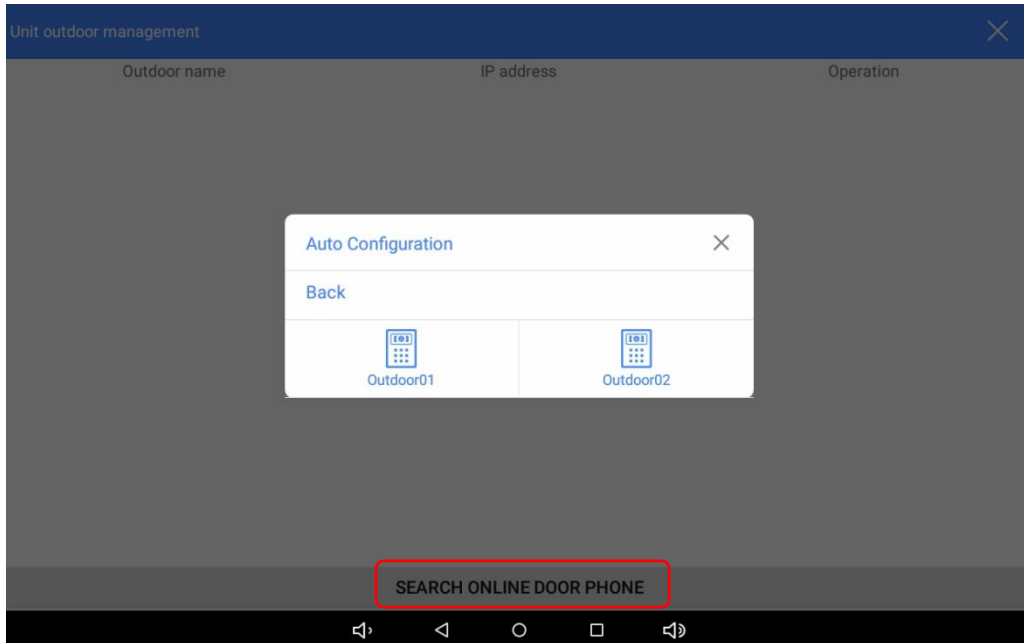 Unit outdoor management
Outdoor name IP address Operation
Auto Configuration
Back
Outdoor01 Outdoor02
SEARCH ONLINE DOOR PHONE